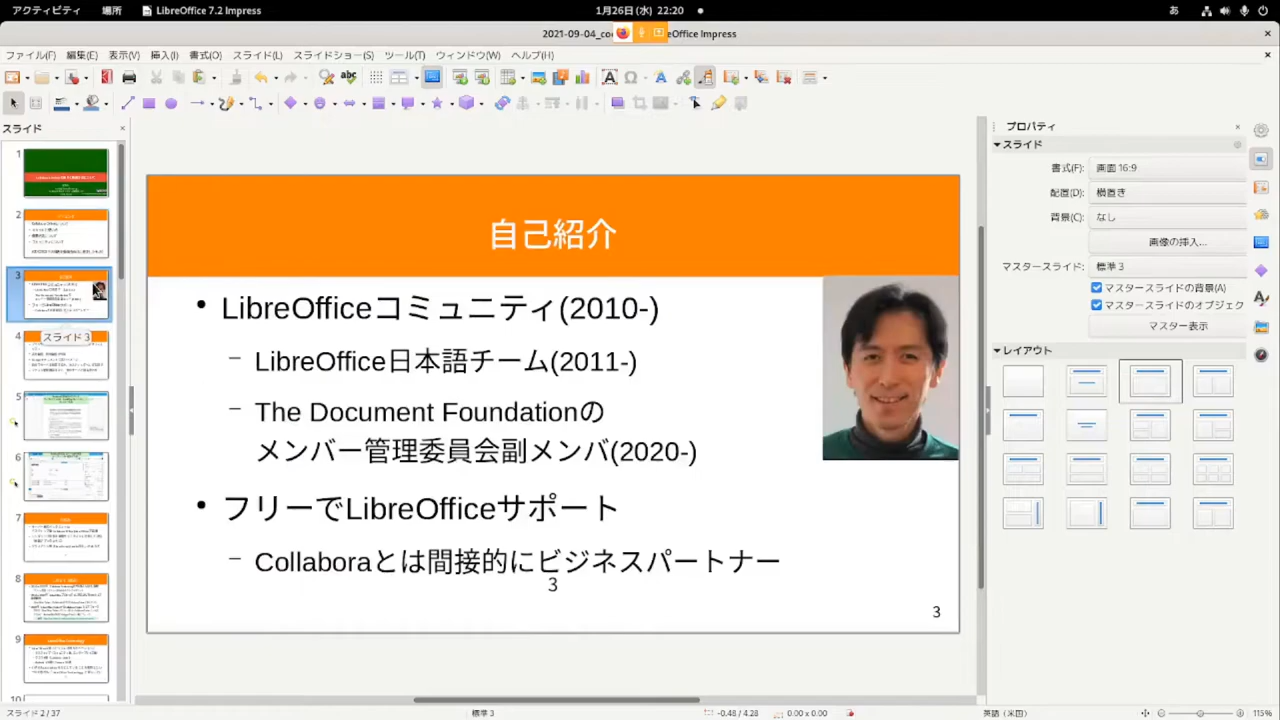 アクティビティ 場所 LibreOffice 7.2 Impress 1月26日(水) 22:20 あ
2021-09-04_co eOffice Impress
ファイル(F) 編集(E) 表示(V) 挿入(I) 書式(O) スライド(L) スライドショー(S) ツール(T) ウィンドウ(W) ヘルプ(H)
スライド
1
2
3
スライド 3
4
5
6
7
8
9
10
自己紹介
• LibreOfficeコミュニティ(2010-)
– LibreOffice日本語チーム(2011-)
– The Document Foundationの
メンバー管理委員会副メンバ(2020-)
• フリーでLibreOfficeサポート
– Collaboraとは間接的にビジネスパートナー
3
3
プロパティ
スライド
書式(F): 画面 16:9
配置(D): 横置き
背景(C): なし
画像の挿入...
マスタースライド: 標準 3
マスタースライドの背景(A)
マスタースライドのオブジェク
マスター表示
レイアウト
スライド 2 / 37 標準 3 -0.48 / 4.28 0.00 x 0.00 英語 (米国) 115%